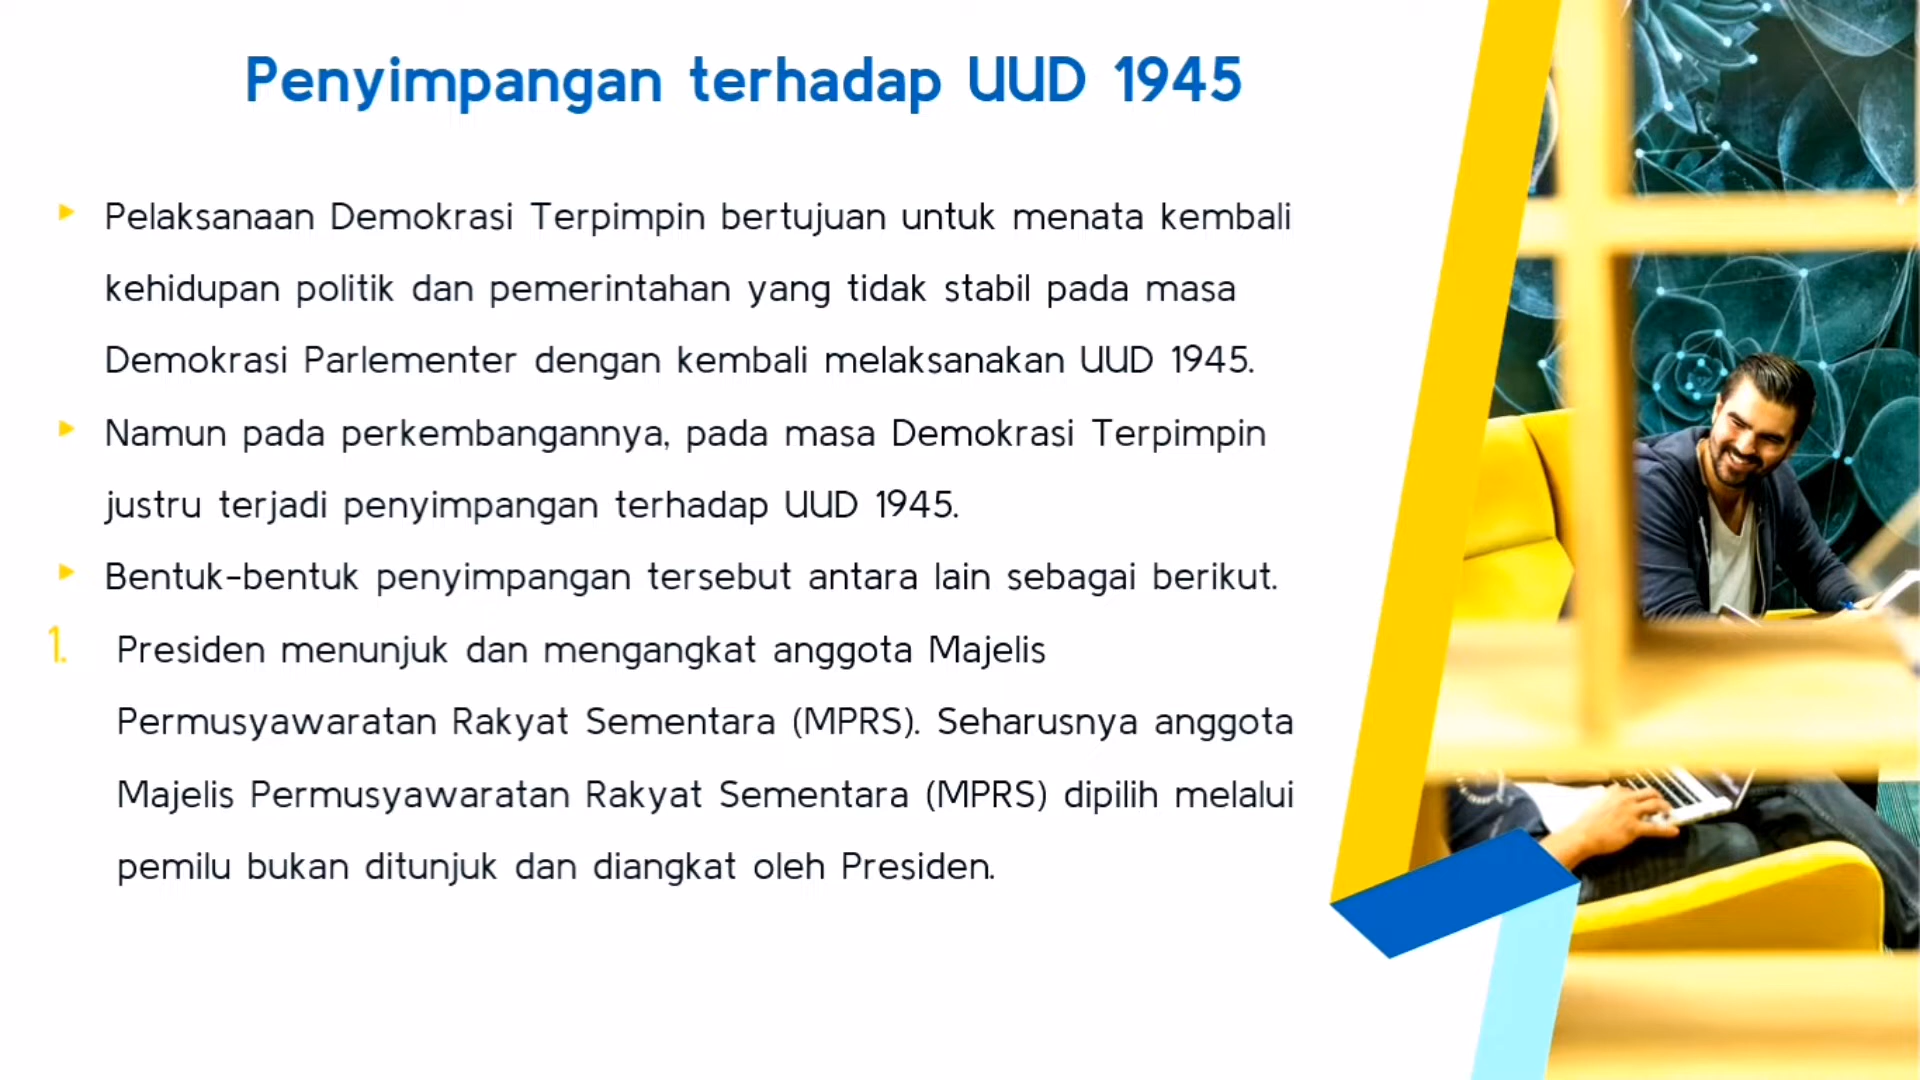 Penyimpangan terhadap UUD 1945
▸ Pelaksanaan Demokrasi Terpimpin bertujuan untuk menata kembali
kehidupan politik dan pemerintahan yang tidak stabil pada masa
Demokrasi Parlementer dengan kembali melaksanakan UUD 1945.
▸ Namun pada perkembangannya, pada masa Demokrasi Terpimpin
justru terjadi penyimpangan terhadap UUD 1945.
▸ Bentuk-bentuk penyimpangan tersebut antara lain sebagai berikut.
1. Presiden menunjuk dan mengangkat anggota Majelis
Permusyawaratan Rakyat Sementara (MPRS). Seharusnya anggota
Majelis Permusyawaratan Rakyat Sementara (MPRS) dipilih melalui
pemilu bukan ditunjuk dan diangkat oleh Presiden.